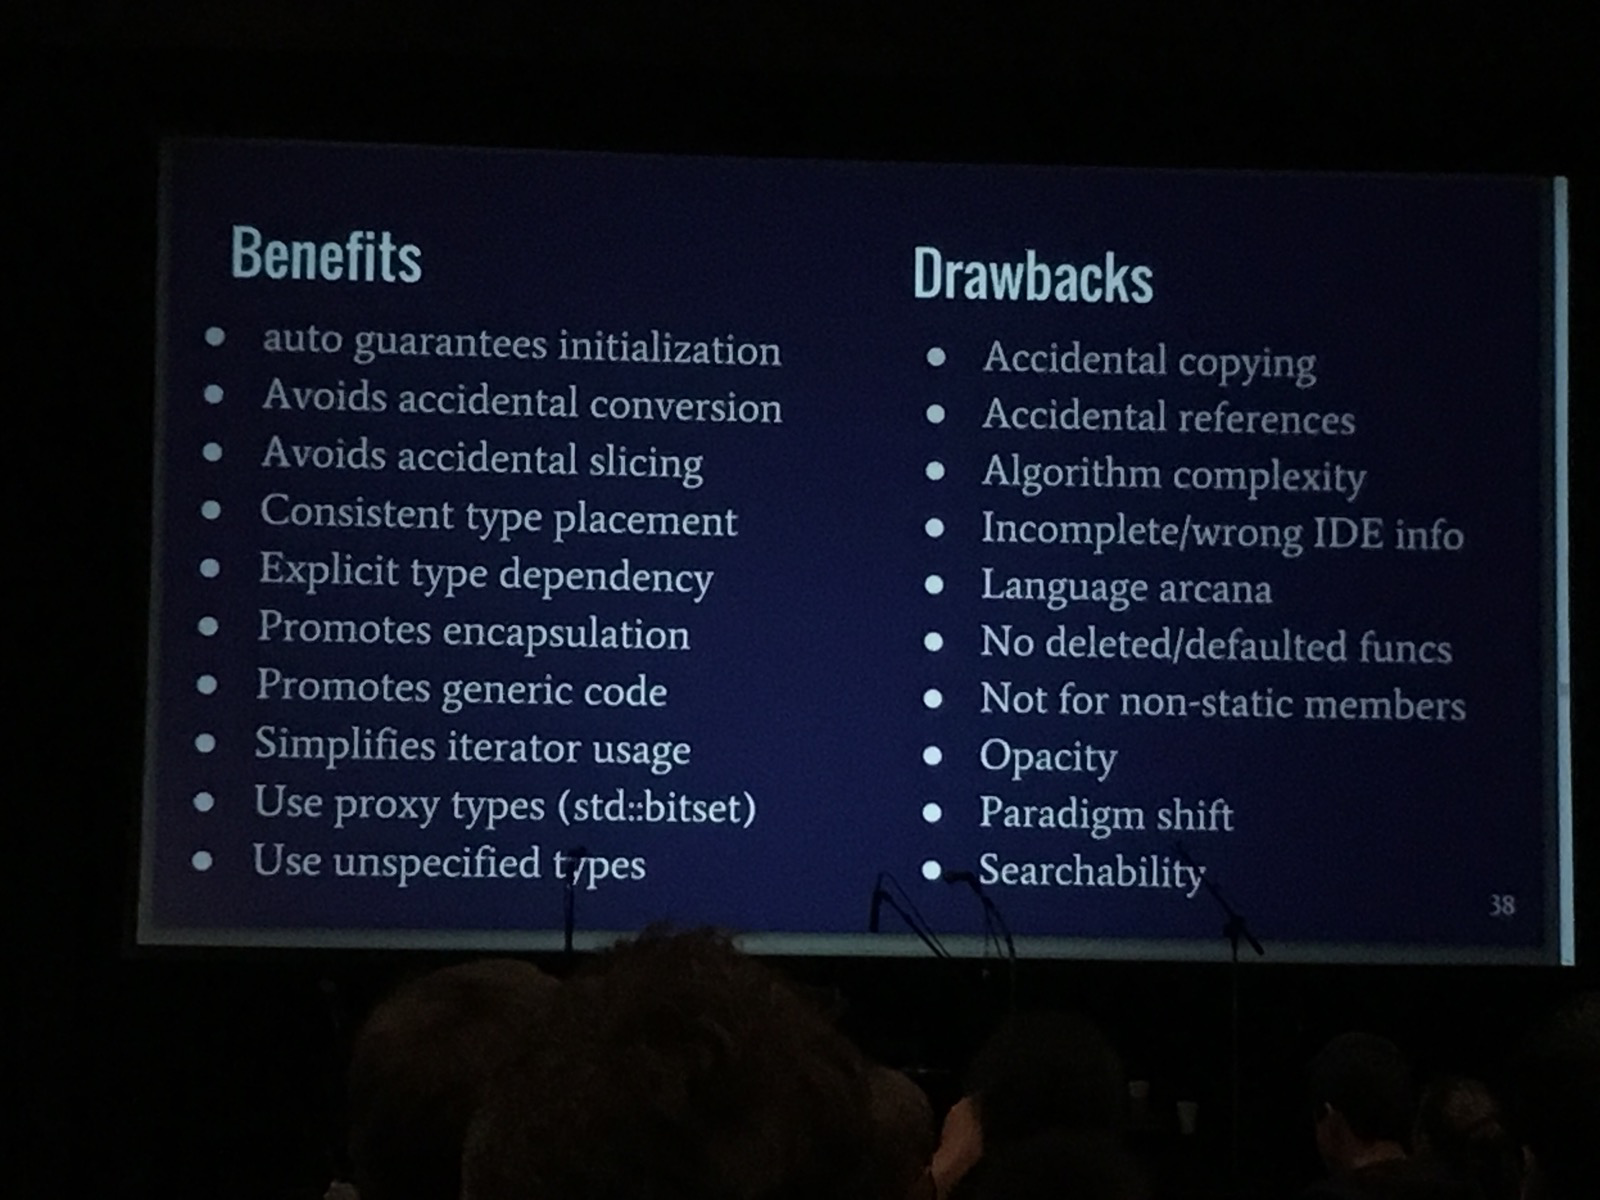 Benefits
● auto guarantees initialization
● Avoids accidental conversion
● Avoids accidental slicing
● Consistent type placement
● Explicit type dependency
● Promotes encapsulation
● Promotes generic code
● Simplifies iterator usage
● Use proxy types (std::bitset)
● Use unspecified types
Drawbacks
● Accidental copying
● Accidental references
● Algorithm complexity
● Incomplete/wrong IDE info
● Language arcana
● No deleted/defaulted funcs
● Not for non-static members
● Opacity
● Paradigm shift
● Searchability
38